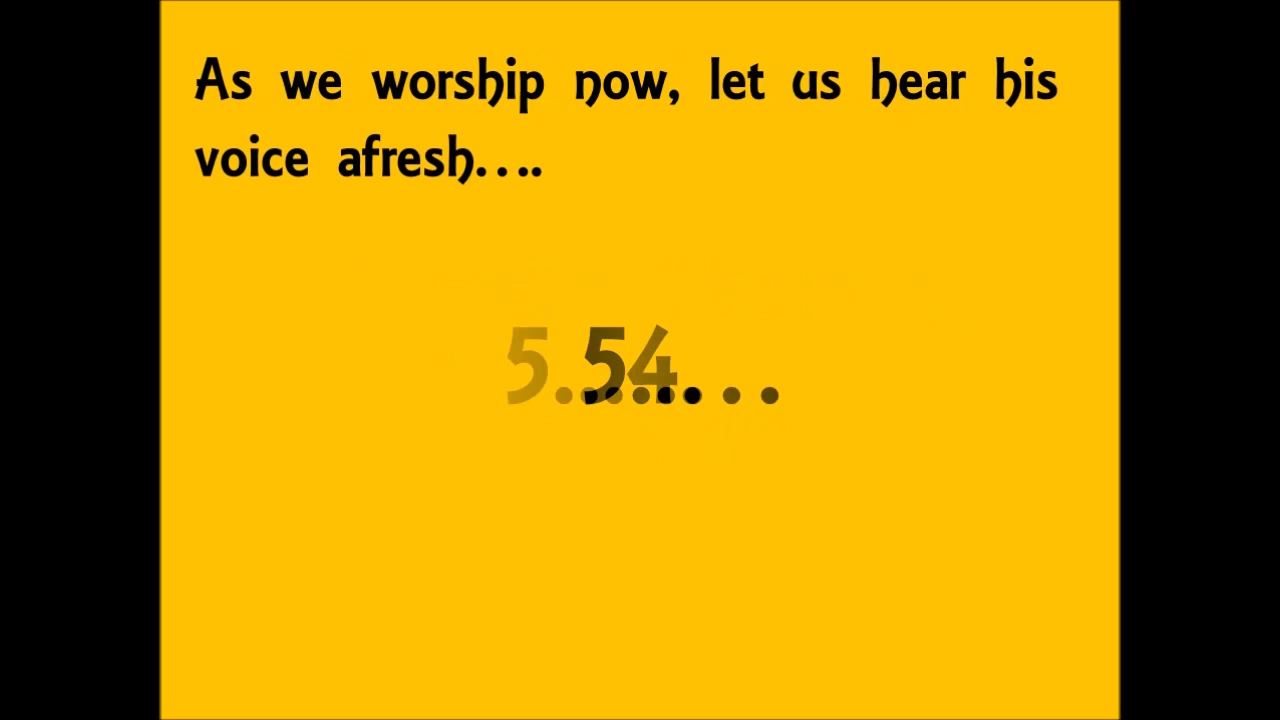 As we worship now, let us hear his
voice afresh....
5.54......